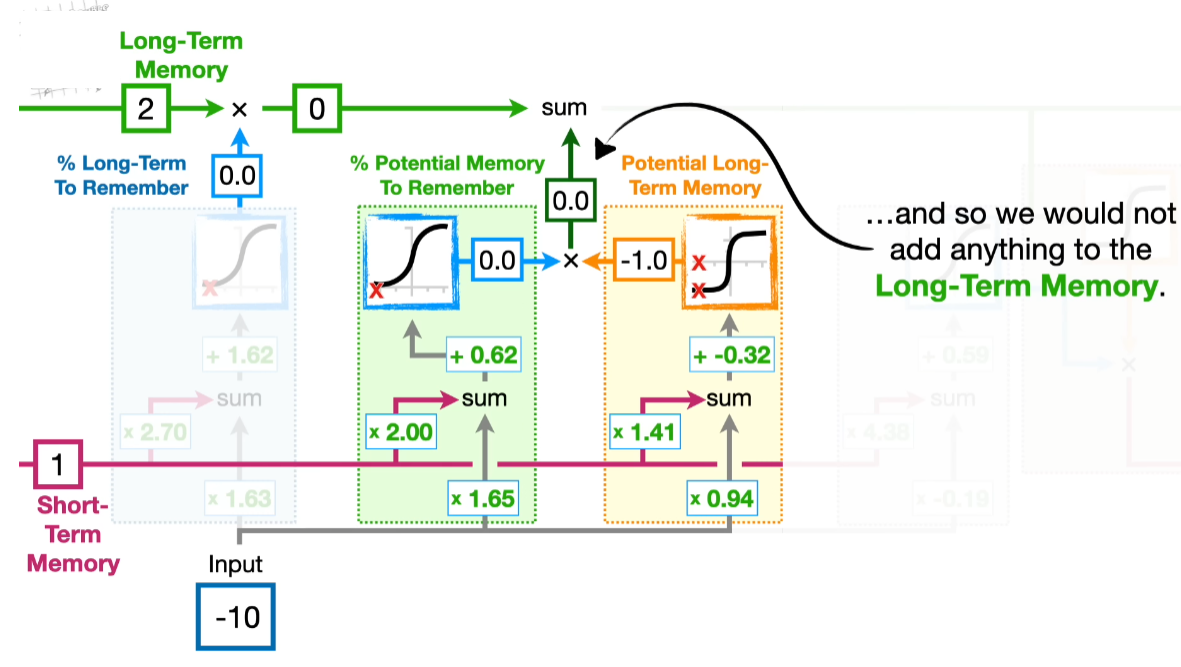 Long-Term
Memory
2
×
0
sum
% Long-Term
To Remember
0.0
% Potential Memory
To Remember
0.0
Potential Long-
Term Memory
…and so we would not
add anything to the
Long-Term Memory.
X
X
0.0
×
-1.0
X
X
+ 1.62
+ 0.62
+ -0.32
+ 0.59
×
sum
sum
sum
sum
x 2.70
x 2.00
x 1.41
x 4.38
1
x 1.63
x 1.65
x 0.94
x -0.19
Short-
Term
Memory
Input
-10